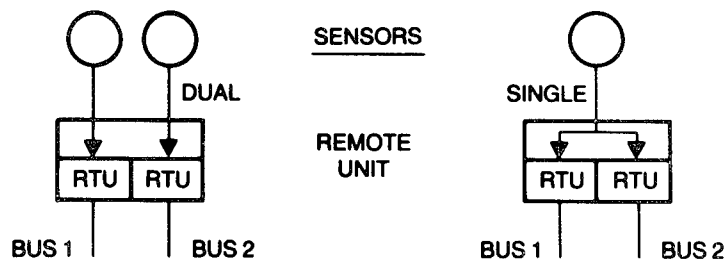 SENSORS
DUAL
SINGLE
REMOTE
UNIT
RTU RTU
RTU RTU
BUS 1
BUS 2
BUS 1
BUS 2